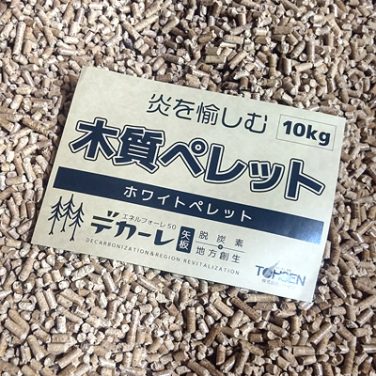 炎を愉しむ
10kg
木質ペレット
ホワイトペレット
エネルフォーレ50
デカーレ
矢板
脱炭素
+
地方創生
DECARBONIZATION&REGION REVITALIZATION